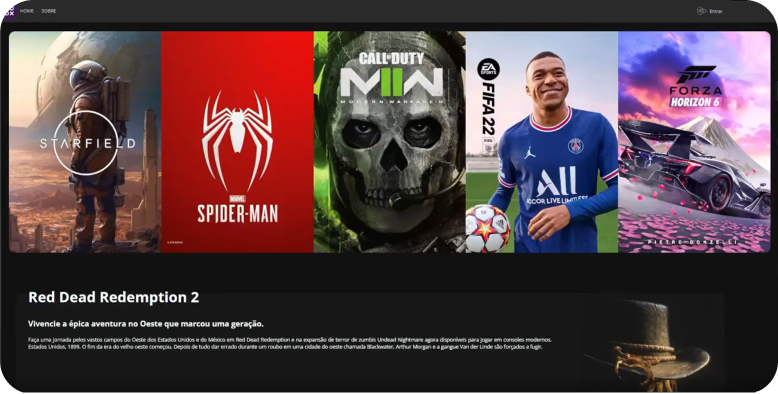 HOME SOBRE Entrar
STARFIELD
MARVEL
SPIDER-MAN
CALL OF DUTY
MWII
MODERN WARFARE II
EA
SPORTS
FIFA 22
FIFA
ALL
ACCOR LIVE LIMITLESS
FORZA
HORIZON 6
PIETRO DONZELLI
Red Dead Redemption 2
Vivencie a épica aventura no Oeste que marcou uma geração.
Faça uma jornada pelos vastos campos do Oeste dos Estados Unidos e do México em Red Dead Redemption e na expansão de terror de zumbis Undead Nightmare agora disponíveis para jogar em consoles modernos.
Estados Unidos, 1899. O fim da era do velho oeste começou. Depois de tudo dar errado durante um roubo em uma cidade do oeste chamada Blackwater, Arthur Morgan e a gangue Van der Linde são forçados a fugir.